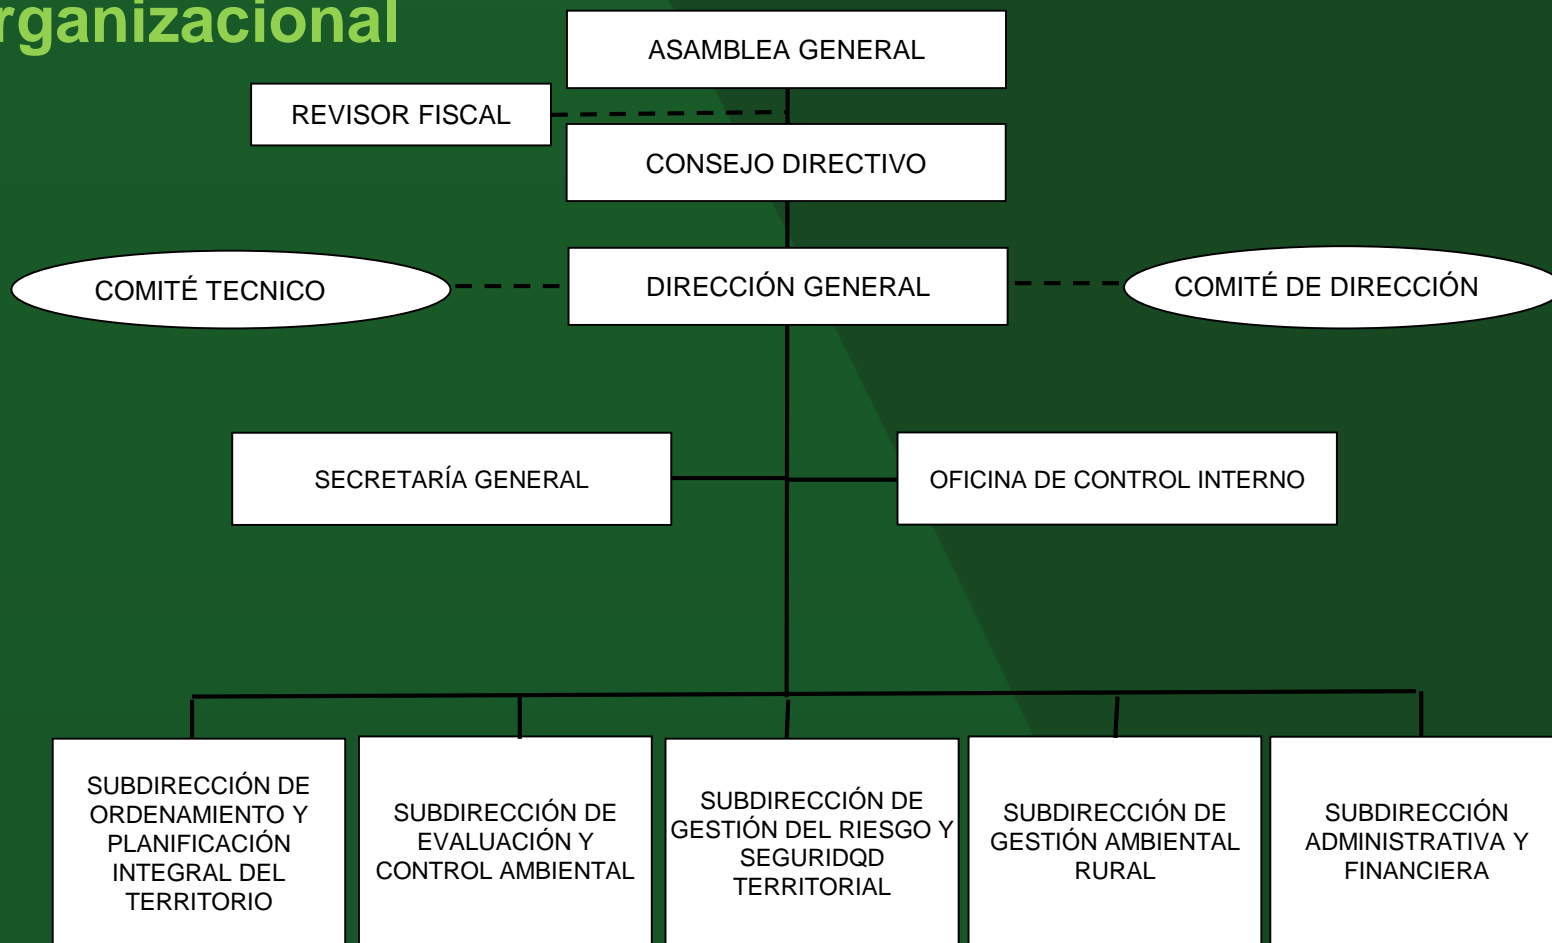 rganizacional
ASAMBLEA GENERAL
REVISOR FISCAL
CONSEJO DIRECTIVO
COMITÉ TECNICO
DIRECCIÓN GENERAL
COMITÉ DE DIRECCIÓN
SECRETARÍA GENERAL
OFICINA DE CONTROL INTERNO
SUBDIRECCIÓN DE
ORDENAMIENTO Y
PLANIFICACIÓN
INTEGRAL DEL
TERRITORIO
SUBDIRECCIÓN DE
EVALUACIÓN Y
CONTROL AMBIENTAL
SUBDIRECCIÓN DE
GESTIÓN DEL RIESGO Y
SEGURIDQD
TERRITORIAL
SUBDIRECCIÓN DE
GESTIÓN AMBIENTAL
RURAL
SUBDIRECCIÓN
ADMINISTRATIVA Y
FINANCIERA